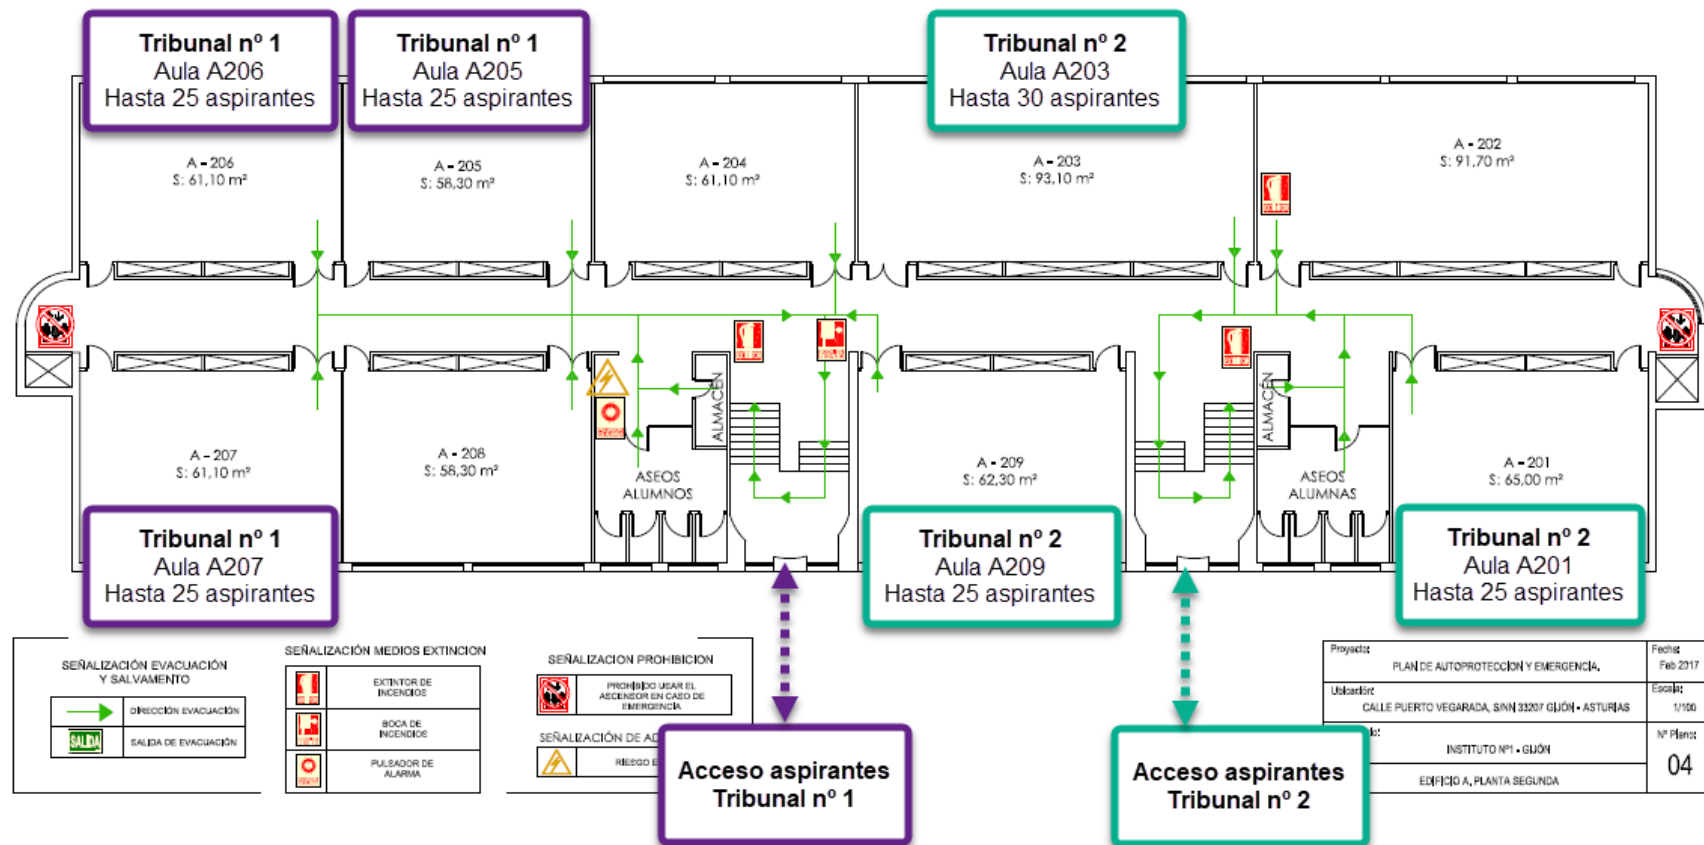 Tribunal nº 1
Aula A206
Hasta 25 aspirantes
Tribunal nº 1
Aula A205
Hasta 25 aspirantes
Tribunal nº 2
Aula A203
Hasta 30 aspirantes
A - 206
S: 61,10 m²
A - 205
S: 58,30 m²
A - 204
S: 61,10 m²
A - 203
S: 93,10 m²
A - 202
S: 91,70 m²
A - 207
S: 61,10 m²
A - 208
S: 58,30 m²
ALMACÉN
ASEOS
ALUMNOS
A - 209
S: 62,30 m²
ALMACÉN
ASEOS
ALUMNAS
A - 201
S: 65,00 m²
Tribunal nº 1
Aula A207
Hasta 25 aspirantes
Tribunal nº 2
Aula A209
Hasta 25 aspirantes
Tribunal nº 2
Aula A201
Hasta 25 aspirantes
SEÑALIZACIÓN EVACUACIÓN
Y SALVAMENTO
DIRECCIÓN EVACUACIÓN
SALIDA
SALIDA DE EVACUACIÓN
SEÑALIZACIÓN MEDIOS EXTINCION
EXTINTOR DE
INCENDIOS
BOCA DE
INCENDIOS
PULSADOR DE
ALARMA
SEÑALIZACION PROHIBICION
PROHIBIDO USAR EL
ASCENSOR EN CASO DE
EMERGENCIA
SEÑALIZACIÓN DE AD
RIESGO E
Acceso aspirantes
Tribunal nº 1
Acceso aspirantes
Tribunal nº 2
Proyecto:
PLAN DE AUTOPROTECCION Y EMERGENCIA.
Fecha:
Feb 2017
Ubicación:
CALLE PUERTO VEGARADA, S/NN 33207 GIJÓN - ASTURIAS
Escala:
1/100
INSTITUTO Nº1 - GIJÓN
EDIFICIO A, PLANTA SEGUNDA
Nº Plano:
04